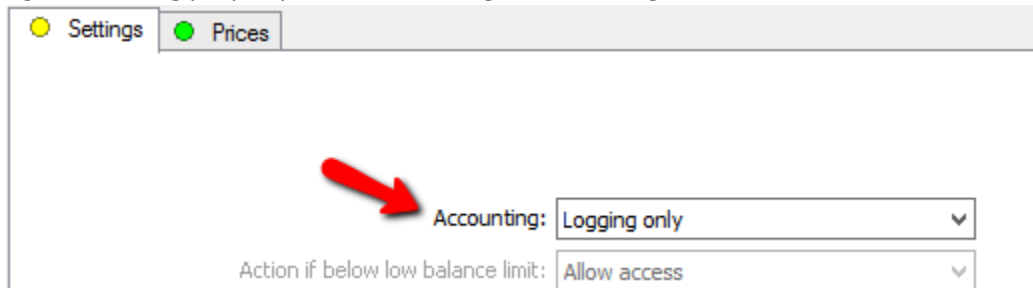 Settings
Prices
Accounting: Logging only
Action if below low balance limit: Allow access